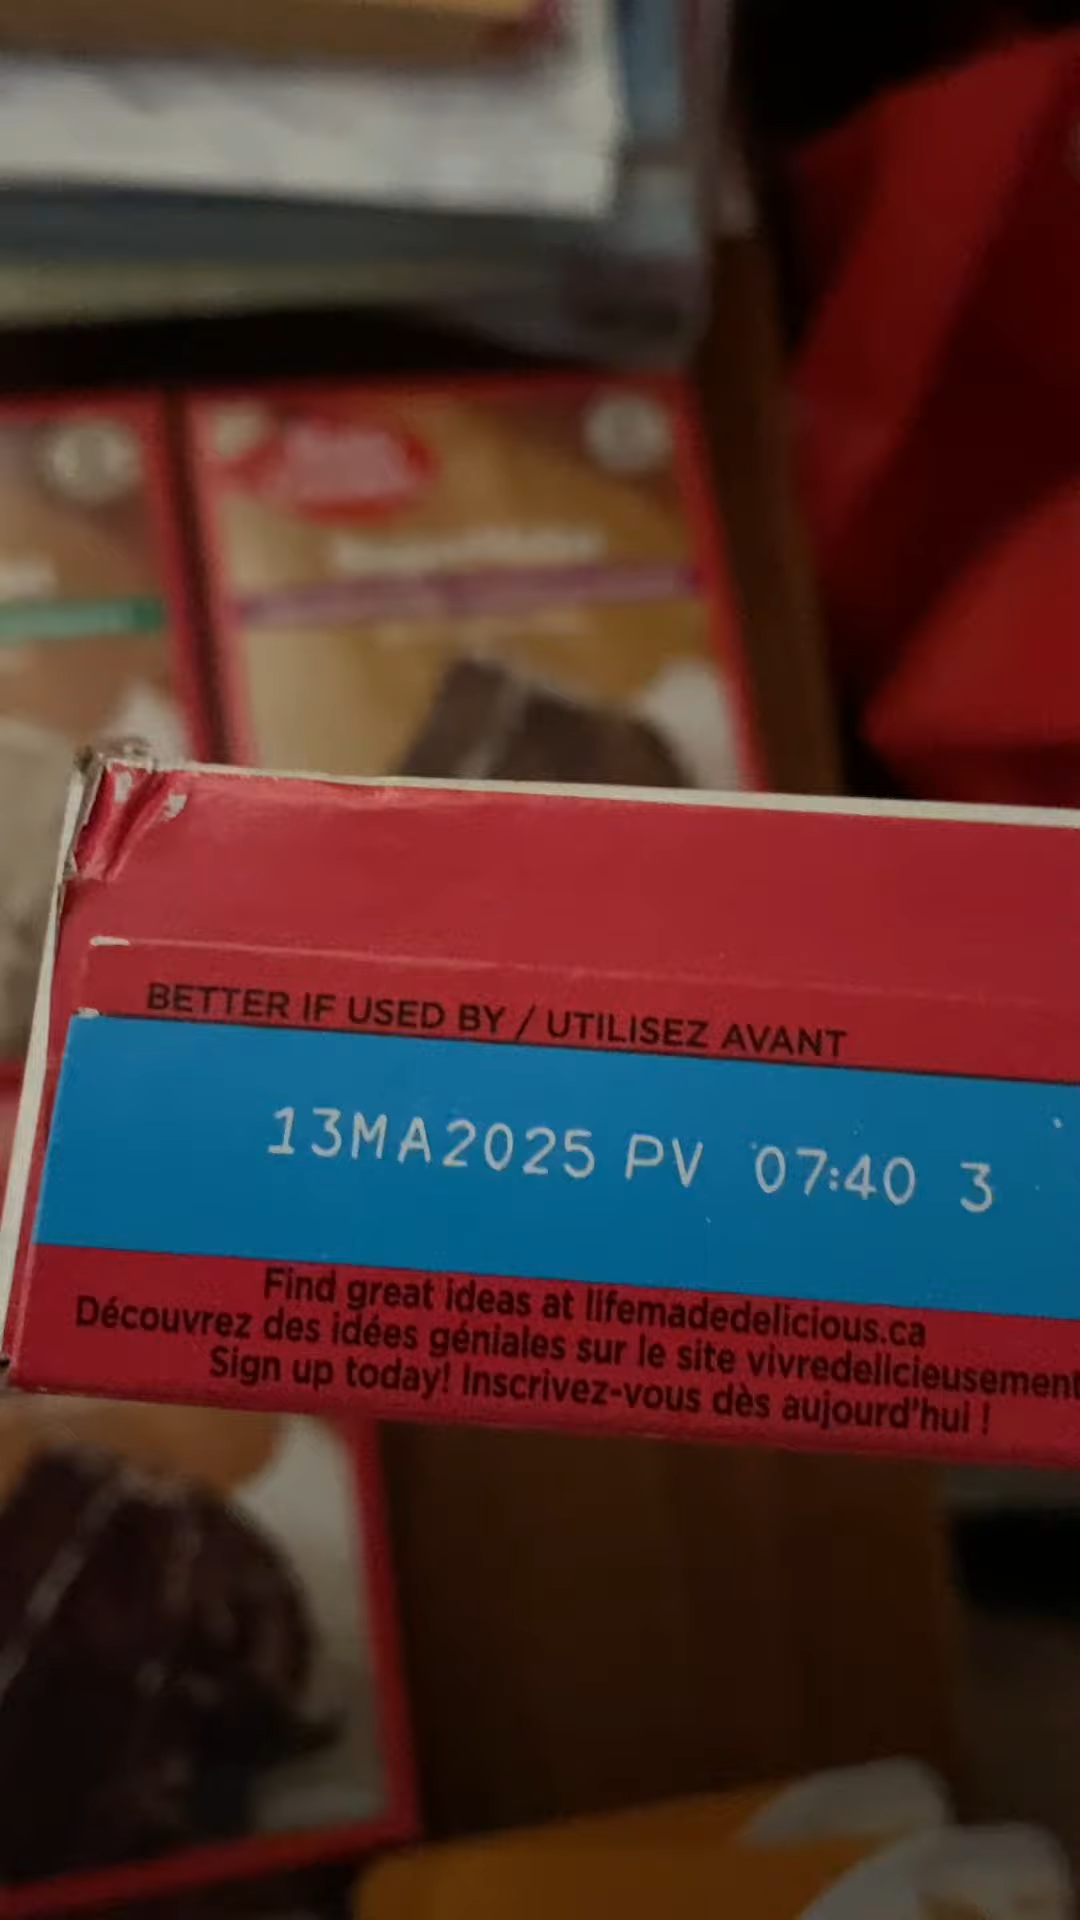 BETTER IF USED BY / UTILISEZ AVANT
13MA2025 PV 07:40 3
Find great ideas at lifemadedelicious.ca
Découvrez des idées géniales sur le site vivredelicieusement
Sign up today! Inscrivez-vous dès aujourd'hui !